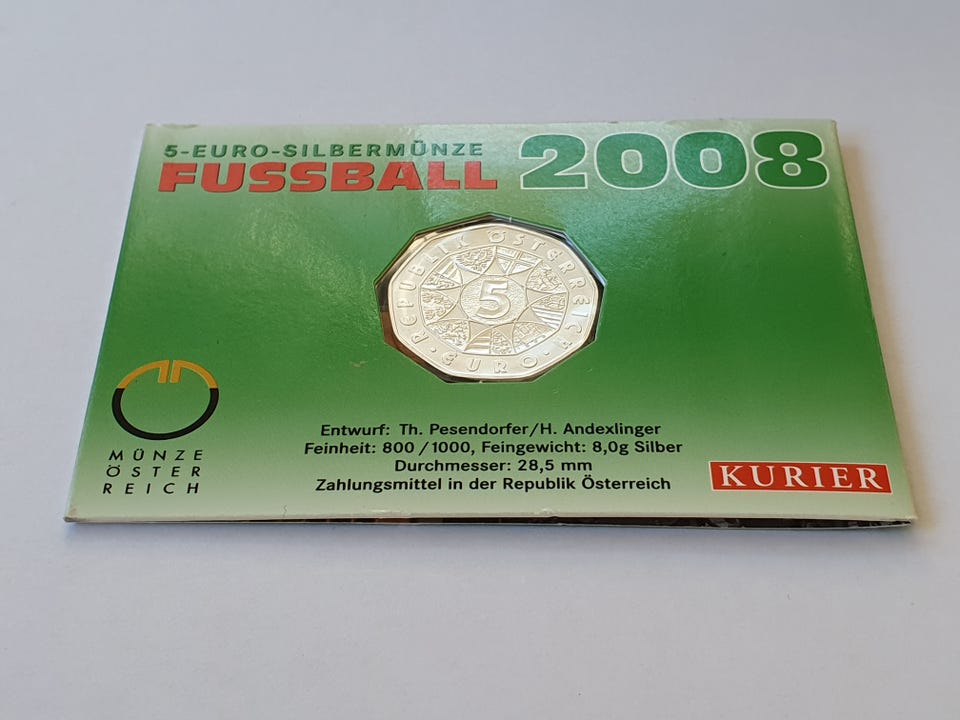 5-EURO-SILBERMÜNZE
FUSSBALL 2008
REPUBLIK ÖSTERREICH
5
· EURO ·
Entwurf: Th. Pesendorfer/H. Andexlinger
Feinheit: 800/1000, Feingewicht: 8,0g Silber
Durchmesser: 28,5 mm
Zahlungsmittel in der Republik Österreich
MÜNZE
ÖSTER
REICH
KURIER